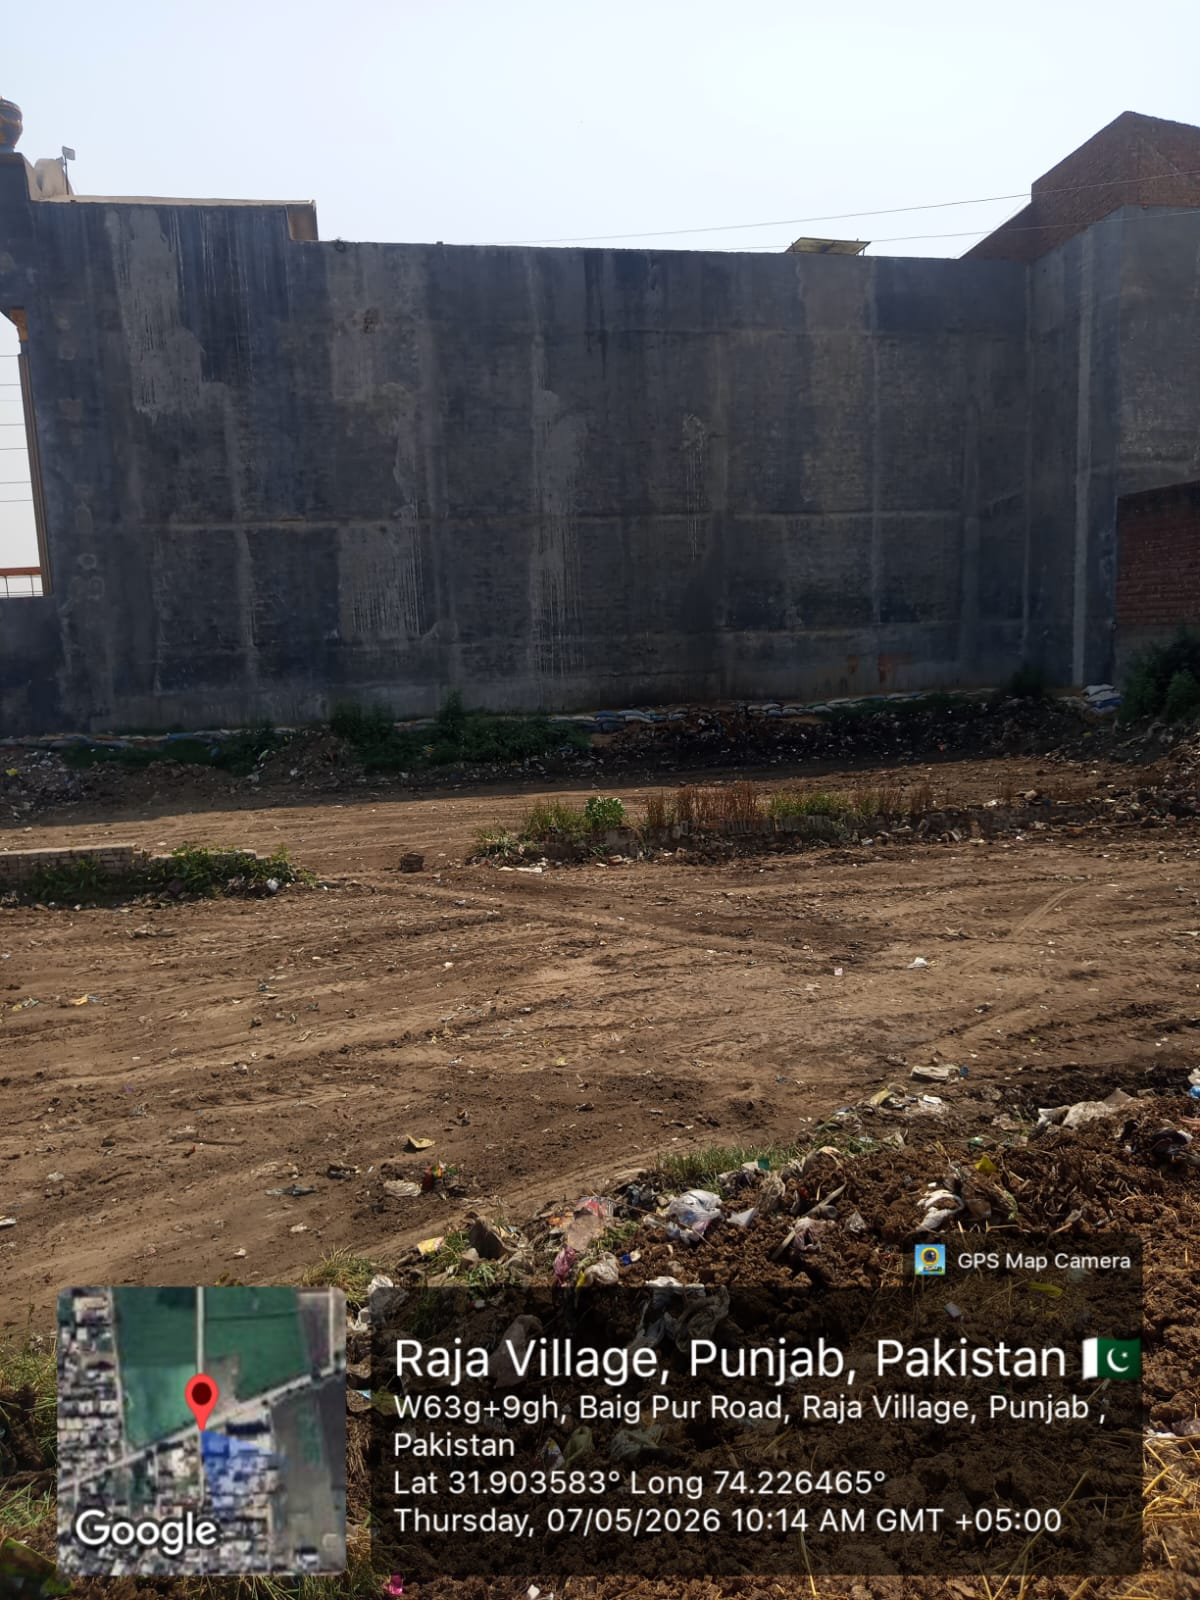 GPS Map Camera
Raja Village, Punjab, Pakistan 🇵🇰
W63g+9gh, Baig Pur Road, Raja Village, Punjab ,
Pakistan
Lat 31.903583° Long 74.226465°
Thursday, 07/05/2026 10:14 AM GMT +05:00
Google